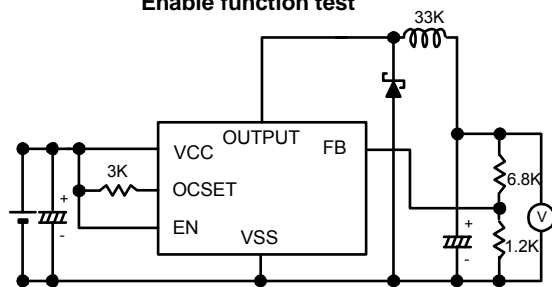 Enable function test
33K
OUTPUT
VCC
FB
3K
OCSET
6.8K
EN
V
VSS
1.2K
+
-
+
-